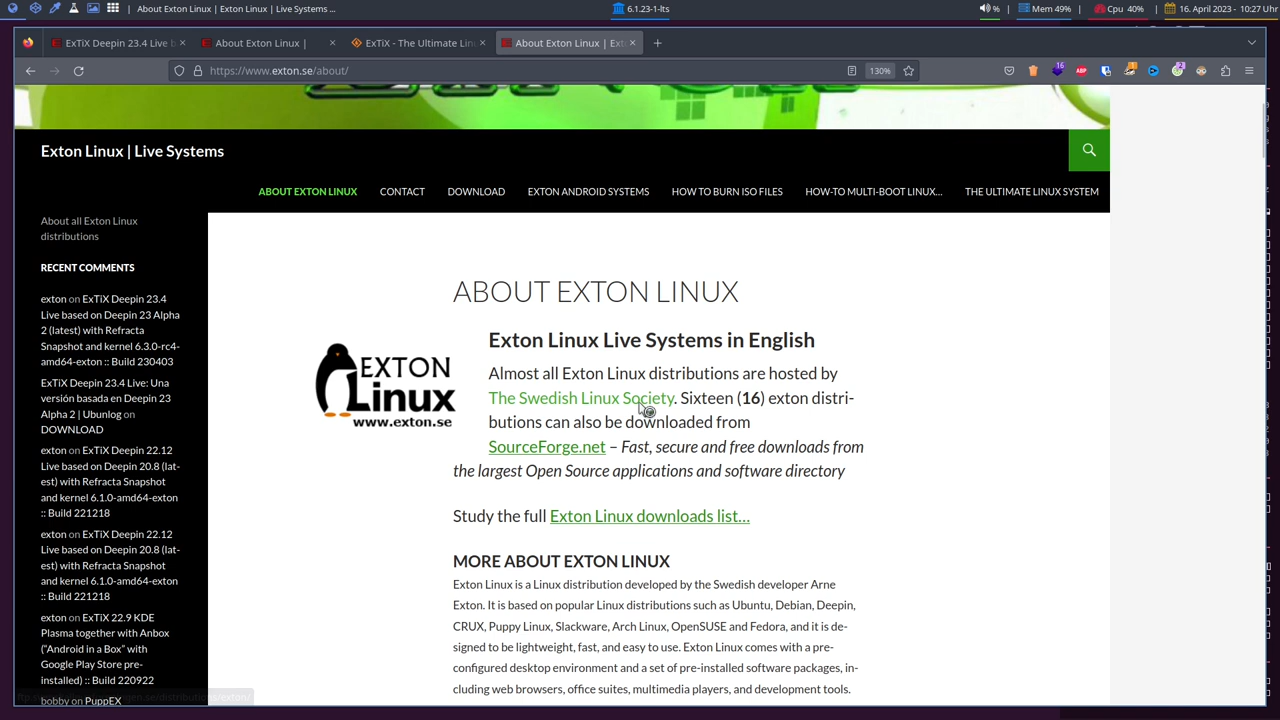 About Exton Linux | Live Systems ...
6.1.23-1-lts
%
Mem 49%
Cpu 40%
16. April 2023 - 10:27 Uhr
ExTiX Deepin 23.4 Live b
About Exton Linux |
ExTiX - The Ultimate Lin
About Exton Linux | Ext
https://www.exton.se/about/
130%
16
ABP
2
Exton Linux | Live Systems
ABOUT EXTON LINUX
CONTACT
DOWNLOAD
EXTON ANDROID SYSTEMS
HOW TO BURN ISO FILES
HOW-TO MULTI-BOOT LINUX...
THE ULTIMATE LINUX SYSTEM
About all Exton Linux
distributions
RECENT COMMENTS
exton on ExTiX Deepin 23.4
Live based on Deepin 23 Alpha
2 (latest) with Refracta
Snapshot and kernel 6.3.0-rc4-
amd64-exton :: Build 230403
ExTiX Deepin 23.4 Live: Una
versión basada en Deepin 23
Alpha 2 | Ubunlog on
DOWNLOAD
exton on ExTiX Deepin 22.12
Live based on Deepin 20.8 (lat-
est) with Refracta Snapshot
and kernel 6.1.0-amd64-exton
:: Build 221218
exton on ExTiX Deepin 22.12
Live based on Deepin 20.8 (lat-
est) with Refracta Snapshot
and kernel 6.1.0-amd64-exton
:: Build 221218
exton on ExTiX 22.9 KDE
Plasma together with Anbox
(“Android in a Box” with
Google Play Store pre-
installed) :: Build 220922
bobby on PuppEX
ABOUT EXTON LINUX
EXTON
Linux
www.exton.se
Exton Linux Live Systems in English
Almost all Exton Linux distributions are hosted by
The Swedish Linux Society. Sixteen (16) exton distri-
butions can also be downloaded from
SourceForge.net – Fast, secure and free downloads from
the largest Open Source applications and software directory
Study the full Exton Linux downloads list...
MORE ABOUT EXTON LINUX
Exton Linux is a Linux distribution developed by the Swedish developer Arne
Exton. It is based on popular Linux distributions such as Ubuntu, Debian, Deepin,
CRUX, Puppy Linux, Slackware, Arch Linux, OpenSUSE and Fedora, and it is de-
signed to be lightweight, fast, and easy to use. Exton Linux comes with a pre-
configured desktop environment and a set of pre-installed software packages, in-
cluding web browsers, office suites, multimedia players, and development tools.